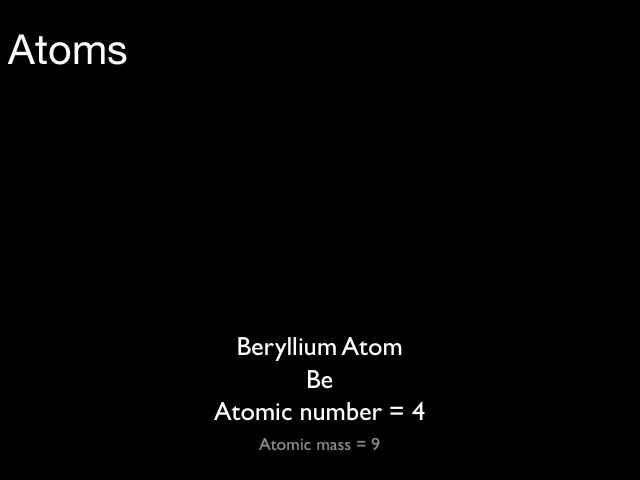 Atoms
Beryllium Atom
Be
Atomic number = 4
Atomic mass = 9